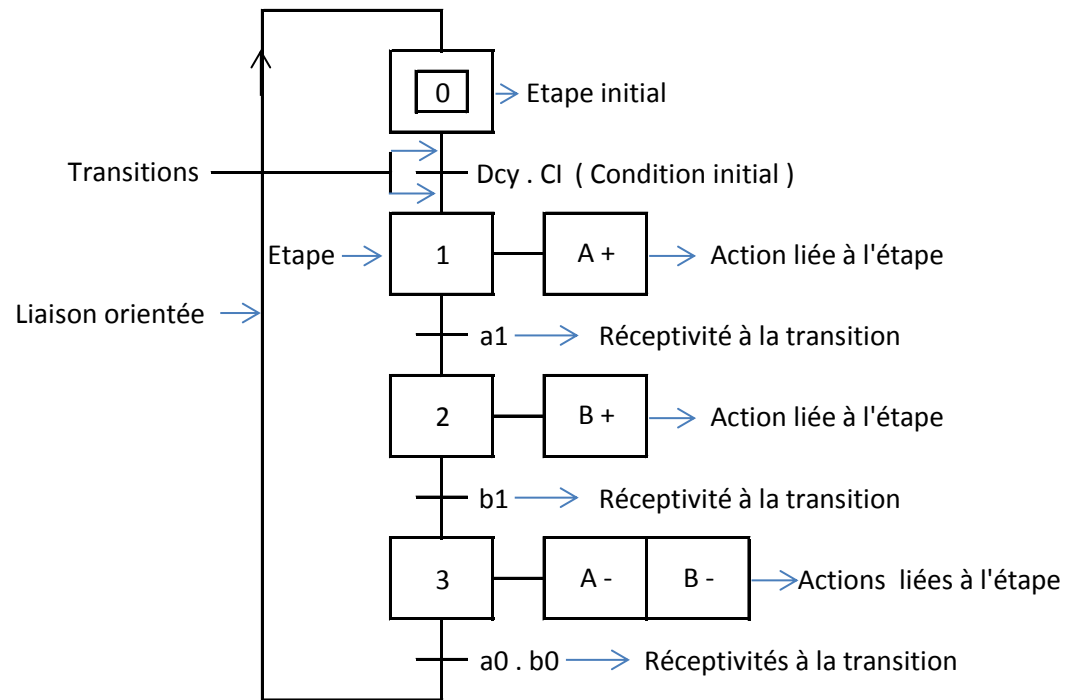 0
Etape initial
Transitions
Dcy . CI ( Condition initial )
Etape
1
A +
Action liée à l'étape
Liaison orientée
a1
Réceptivité à la transition
2
B +
Action liée à l'étape
b1
Réceptivité à la transition
3
A -
B -
Actions liées à l'étape
a0 . b0
Réceptivités à la transition